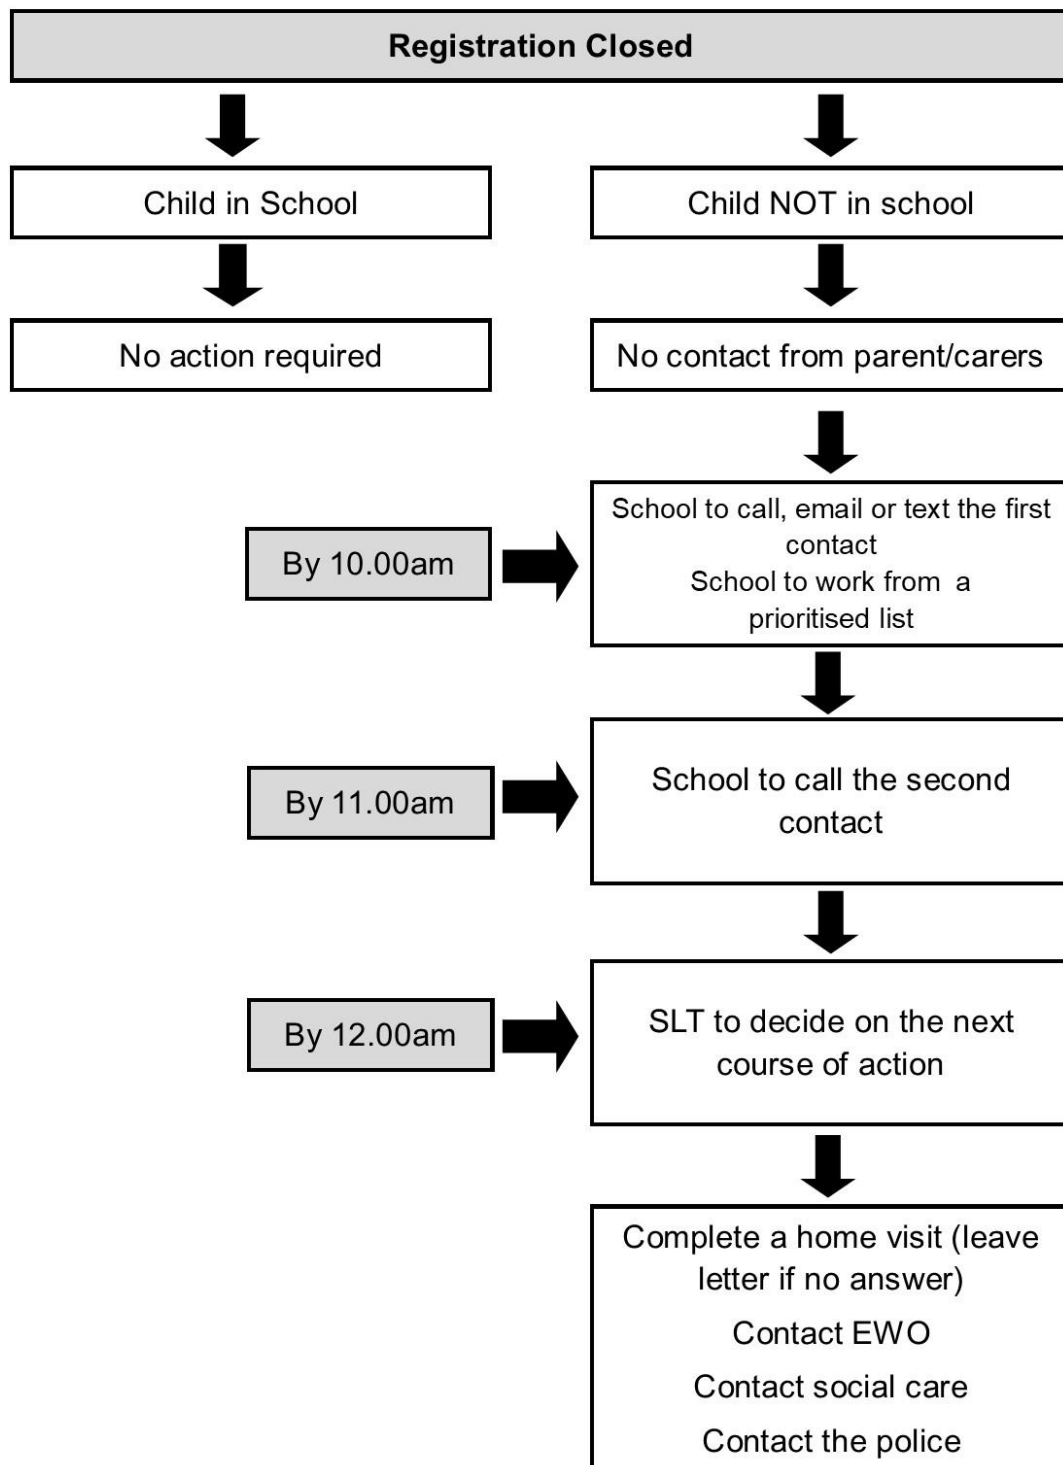 Registration Closed
Child in School
Child NOT in school
No action required
No contact from parent/carers
By 10.00am
School to call, email or text the first
contact
School to work from a
prioritised list
By 11.00am
School to call the second
contact
By 12.00am
SLT to decide on the next
course of action
Complete a home visit (leave
letter if no answer)
Contact EWO
Contact social care
Contact the police